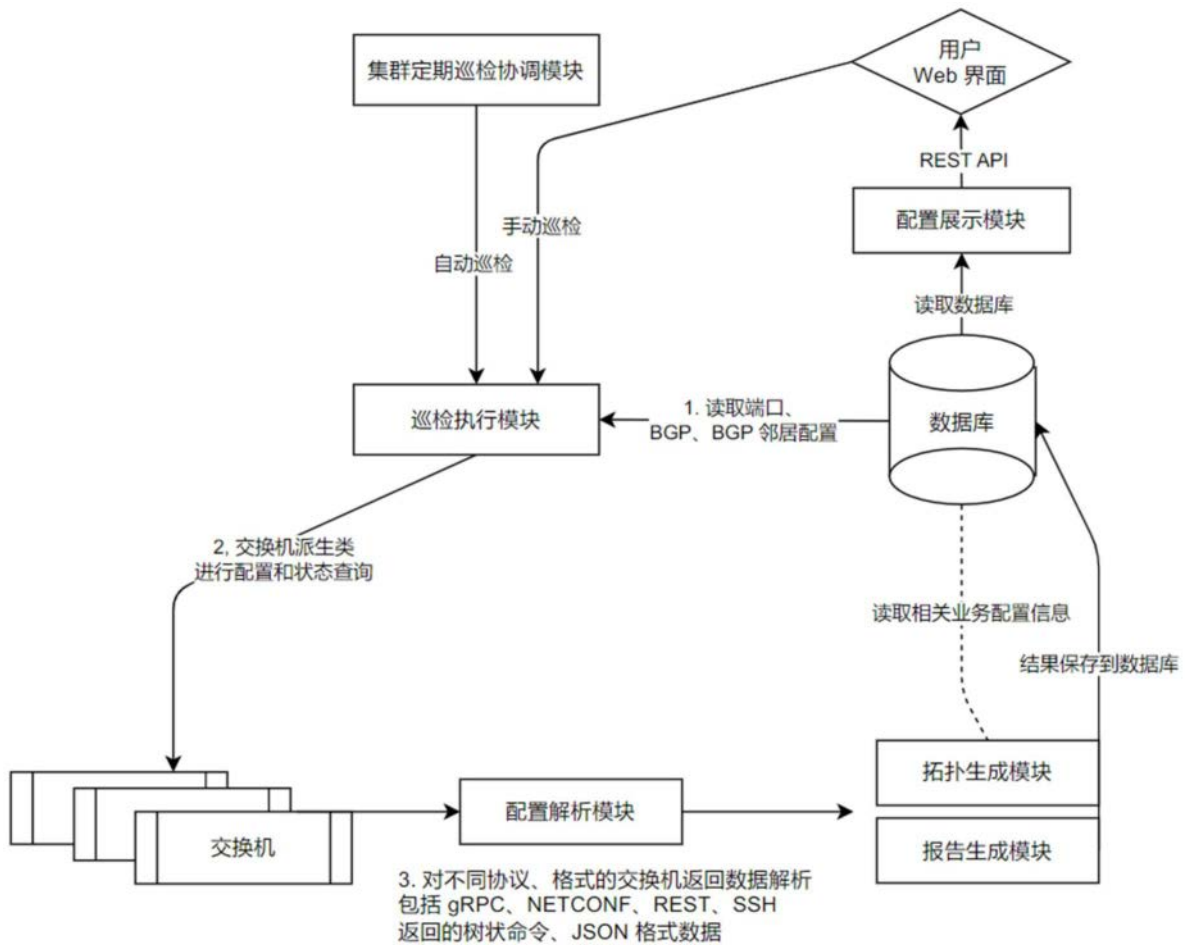 集群定期巡检协调模块
用户
Web 界面
REST API
配置展示模块
手动巡检
自动巡检
读取数据库
巡检执行模块
1. 读取端口、
BGP、BGP 邻居配置
数据库
2, 交换机派生类
进行配置和状态查询
读取相关业务配置信息
结果保存到数据库
拓扑生成模块
配置解析模块
交换机
报告生成模块
3. 对不同协议、格式的交换机返回数据解析
包括 gRPC、NETCONF、REST、SSH
返回的树状命令、JSON 格式数据